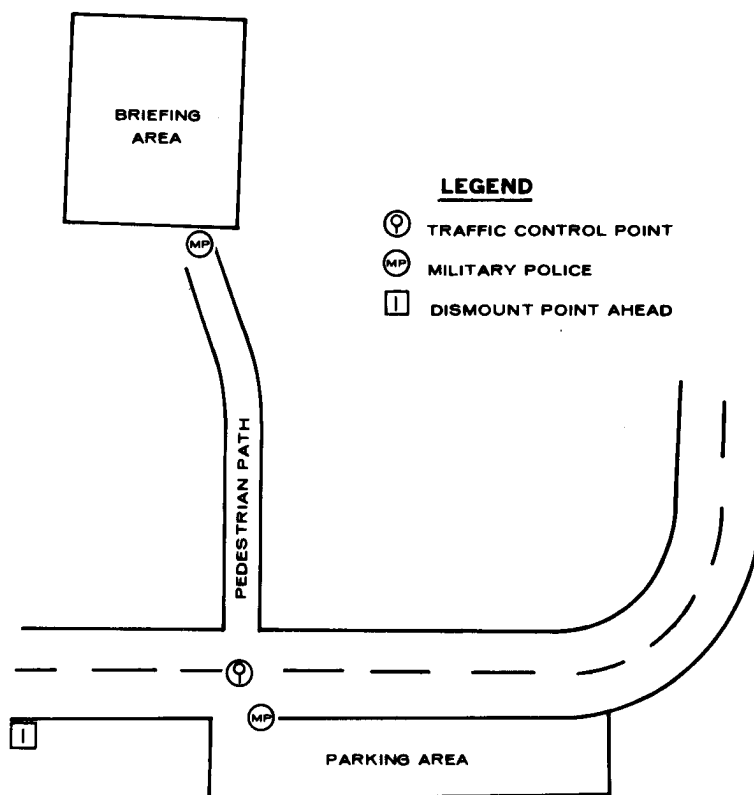 BRIEFING
AREA
LEGEND
TRAFFIC CONTROL POINT
MP
MP MILITARY POLICE
I DISMOUNT POINT AHEAD
PEDESTRIAN PATH
MP
I
PARKING AREA